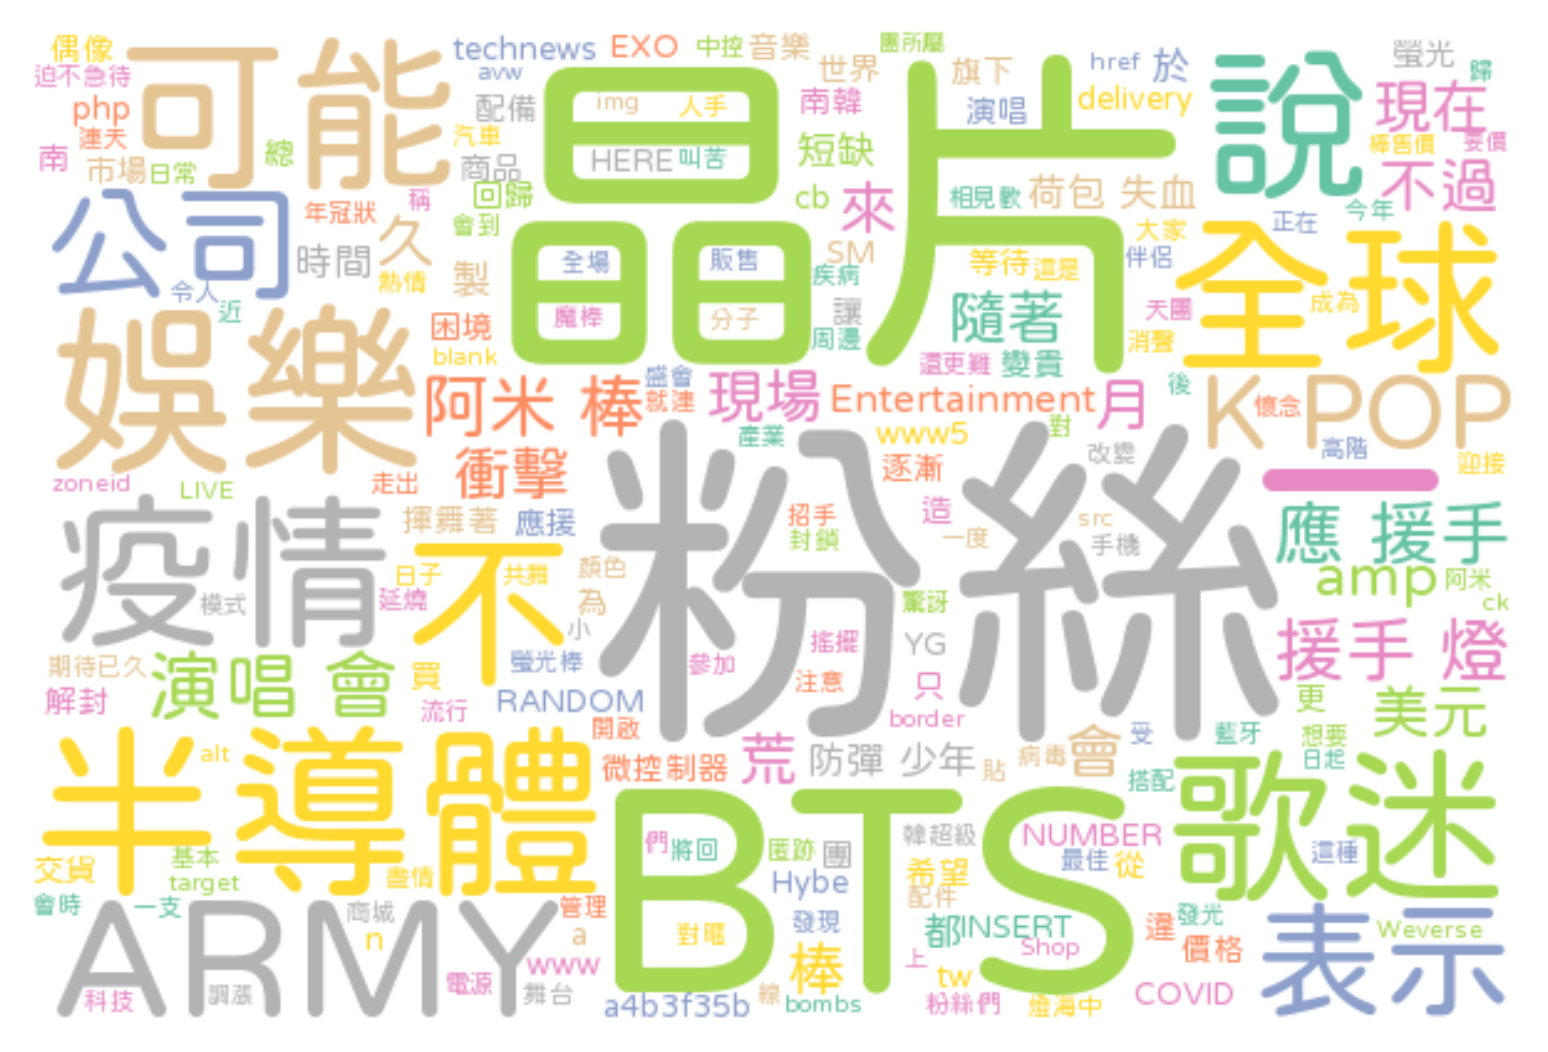 偶像 technews EXO 中控 音樂 團所屬 href 於 螢光
迫不急待 可能 avw 世界 旗下 歸
php 配備 img 人手 南韓 演唱 delivery 說 現在
連天 汽車 晶片 短缺 棒售價 要價
南 市場 日常 總 商品 HERE 叫苦 不過
公司 年冠狀 稱 回歸 cb 來 相見歡 荷包 失血 今年
時間 久 會到 大家 正在 全球
令人 近 熱情 製 全場 販售 SM 疾病 等待 這是 伴侶 成為
魔棒 分子 讓 隨著 天團
娛樂 困境 周邊 消聲
blank 還更難 變貴
阿米 棒 盛會 就連 現場 Entertainment 月 後 K-POP 懷念
產業 www5 對 改變 高階
zoneid LIVE 走出 衝擊 逐漸 一 迎接
疫情 揮舞著 應援 粉絲 招手 造 src 應 援手
模式 不 封鎖 一度 手機
日子 共舞 顏色 amp 阿米
延燒 為 驚訝 ck
小 搖擺 YG 援手 燈
期待已久 演唱 會 買 螢光棒 參加
解封 RANDOM 注意 只 更 美元
流行 開啟 border 受 藍牙 想要
半導體 alt 微控制器 荒 防彈 少年 貼 病毒 會 日起
搭配 歌迷
BTS 們 將回 匿跡 團 韓超級 NUMBER
交貨 基本 最佳 從 這種
target 盡情 Hybe 希望
配件
會時 一支 ARMY 商城 管理 發現 都 INSERT 違 發光 表示
n a 對暱 棒 Shop 價格 Weverse
電源 www 上 tw
科技 調漲 舞台 a4b3f35b 線 bombs 粉絲們 燈海中 COVID